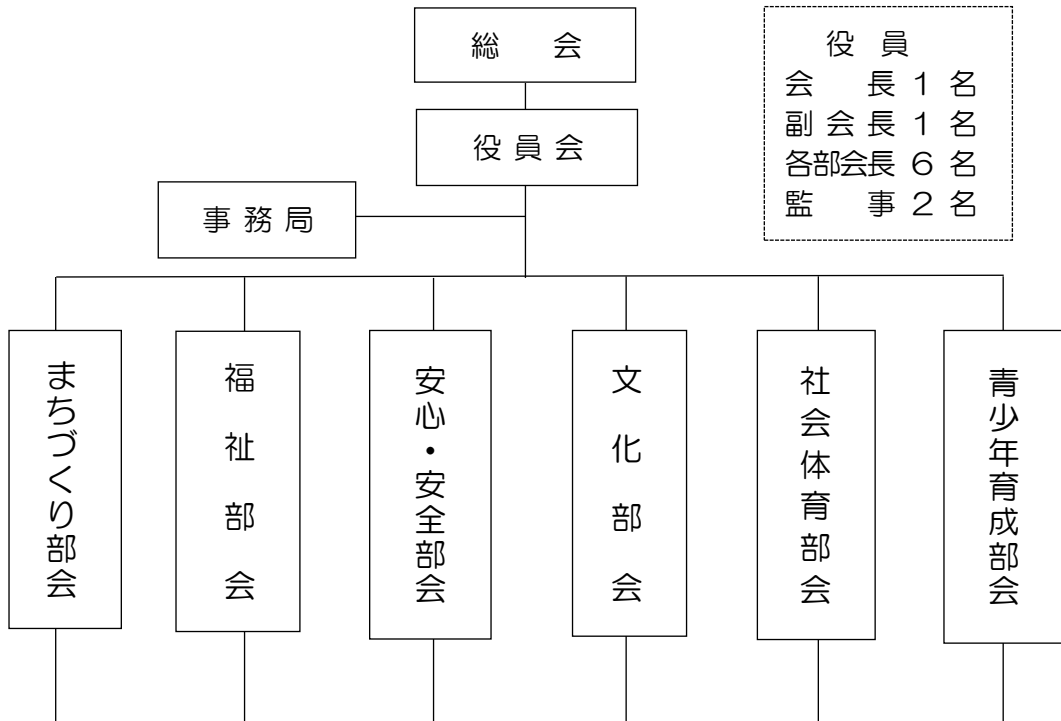 総　会
役員会
事務局
役　員
会　　長 1 名
副会長 1 名
各部会長 6 名
監　　事 2 名
まちづくり部会
福祉部会
安心・安全部会
文化部会
社会体育部会
青少年育成部会